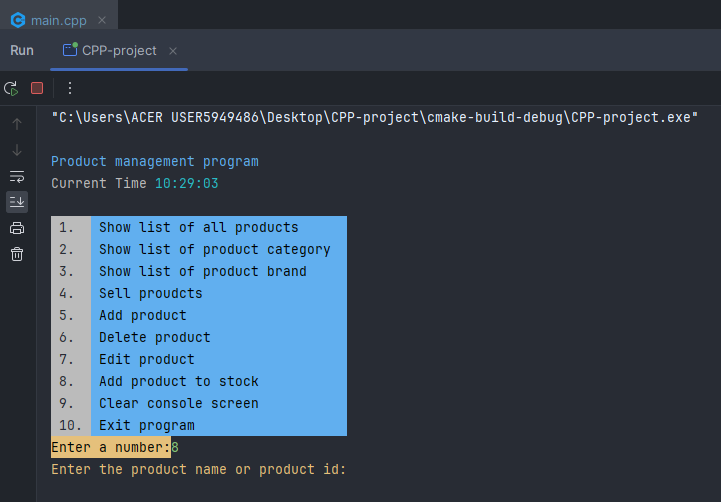 main.cpp
Run CPP-project
"C:\Users\ACER USER5949486\Desktop\CPP-project\cmake-build-debug\CPP-project.exe"
Product management program
Current Time 10:29:03
1. Show list of all products
2. Show list of product category
3. Show list of product brand
4. Sell proudcts
5. Add product
6. Delete product
7. Edit product
8. Add product to stock
9. Clear console screen
10. Exit program
Enter a number:8
Enter the product name or product id: